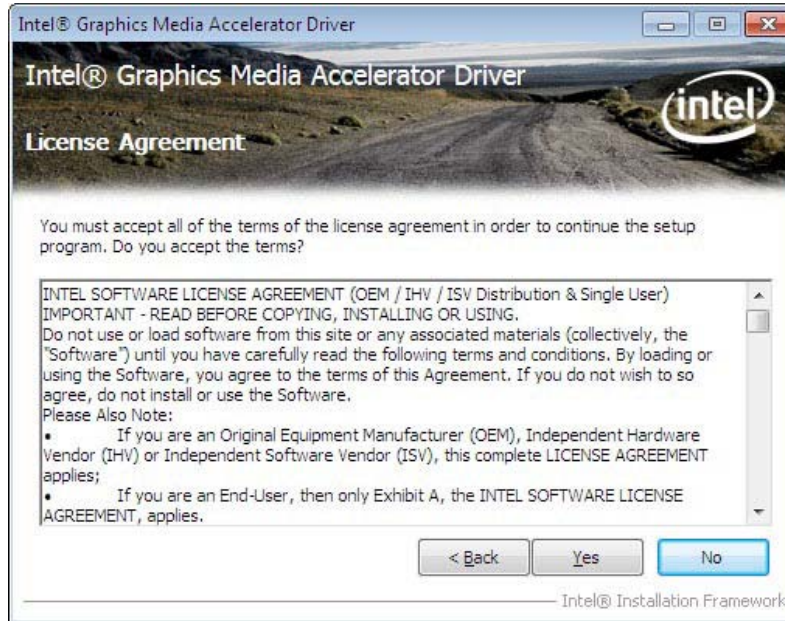 Intel® Graphics Media Accelerator Driver
Intel® Graphics Media Accelerator Driver
intel
License Agreement
You must accept all of the terms of the license agreement in order to continue the setup
program. Do you accept the terms?
INTEL SOFTWARE LICENSE AGREEMENT (OEM / IHV / ISV Distribution & Single User)
IMPORTANT - READ BEFORE COPYING, INSTALLING OR USING.
Do not use or load software from this site or any associated materials (collectively, the
"Software") until you have carefully read the following terms and conditions. By loading or
using the Software, you agree to the terms of this Agreement. If you do not wish to so
agree, do not install or use the Software.
Please Also Note:
• If you are an Original Equipment Manufacturer (OEM), Independent Hardware
Vendor (IHV) or Independent Software Vendor (ISV), this complete LICENSE AGREEMENT
applies;
• If you are an End-User, then only Exhibit A, the INTEL SOFTWARE LICENSE
AGREEMENT, applies.
< Back
Yes
No
Intel® Installation Framework